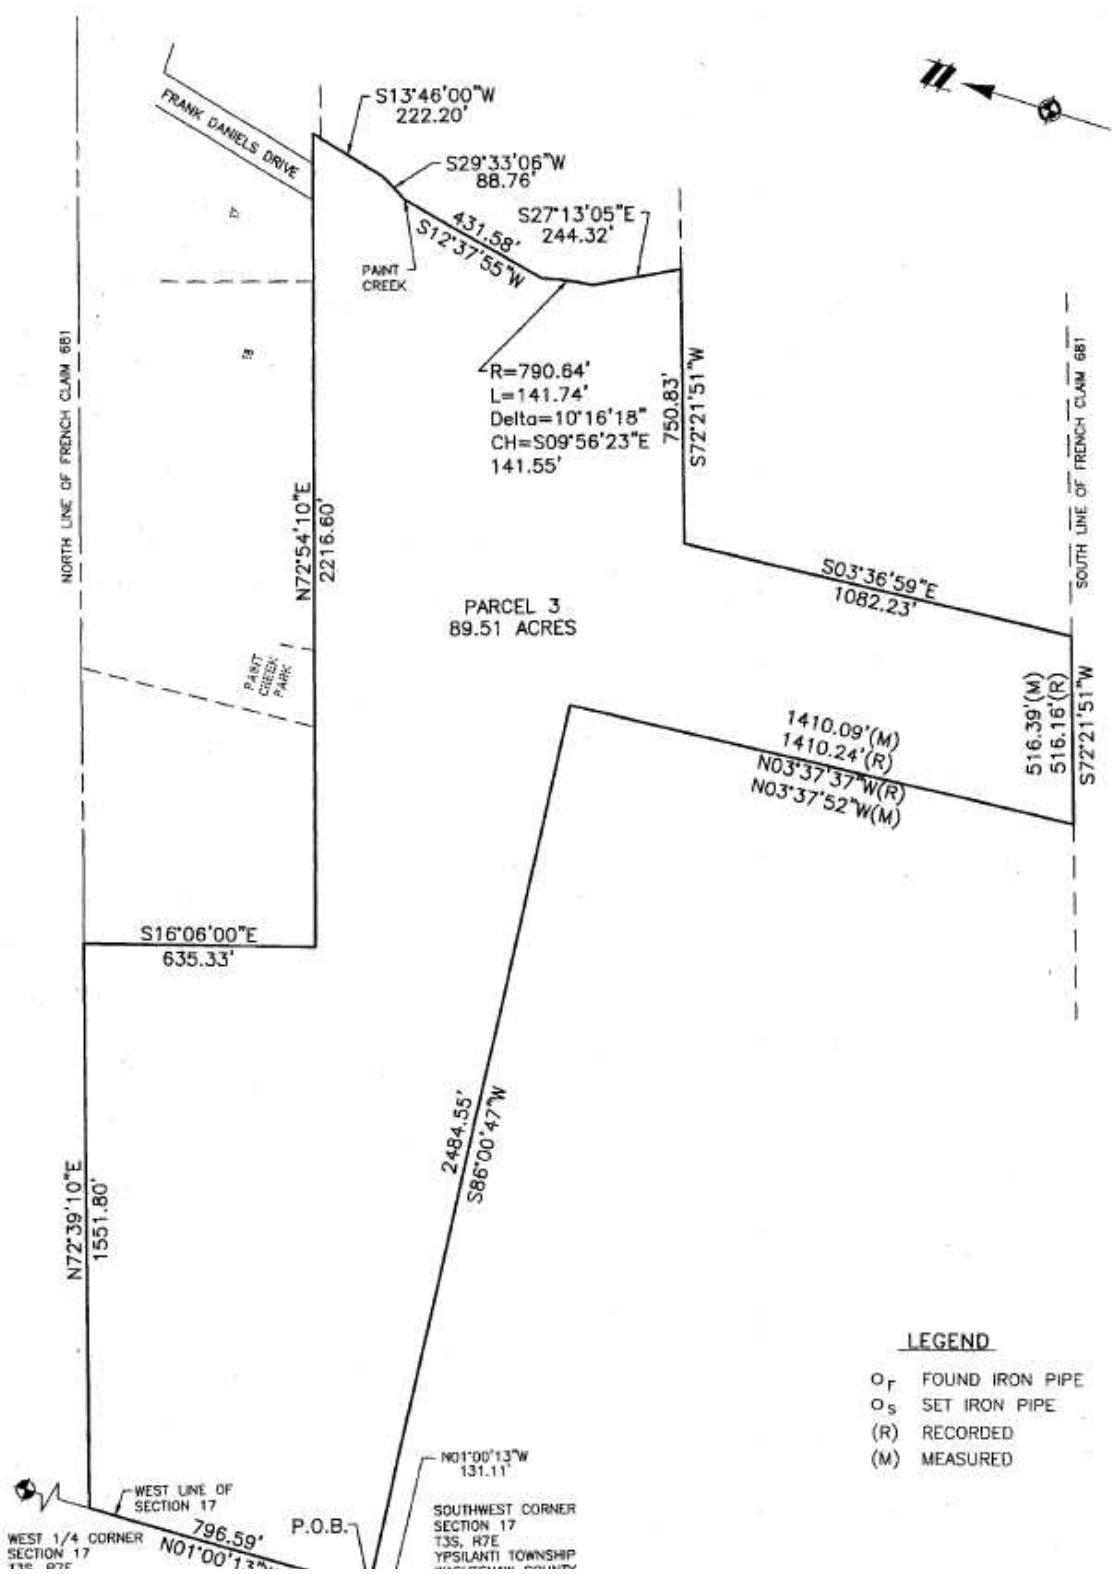 S13°46'00"W
222.20'
FRANK DANIELS DRIVE
S29°33'06"W
88.76'
S27°13'05"E
244.32'
431.58'
S12°37'55"W
17
PAINT
CREEK
NORTH LINE OF FRENCH CLAIM 681
18
R=790.64'
L=141.74'
Delta=10°16'18"
CH=S09°56'23"E
141.55'
750.83'
S72°21'51"W
SOUTH LINE OF FRENCH CLAIM 681
N72°54'10"E
2216.60'
S03°36'59"E
1082.23'
PARCEL 3
89.51 ACRES
PAINT
CREEK
PARK
1410.09'(M)
1410.24'(R)
N03°37'37"W(R)
N03°37'52"W(M)
516.39'(M)
516.16'(R)
S72°21'51"W
S16°06'00"E
635.33'
2484.55'
S86°00'47"W
N72°39'10"E
1551.80'
LEGEND
O F FOUND IRON PIPE
O S SET IRON PIPE
(R) RECORDED
(M) MEASURED
N01°00'13"W
131.11'
WEST LINE OF
SECTION 17
796.59'
N01°00'13"W
P.O.B.
SOUTHWEST CORNER
SECTION 17
T3S, R7E
YPSILANTI TOWNSHIP
WASHTENAW COUNTY
WEST 1/4 CORNER
SECTION 17
T3S, R7E